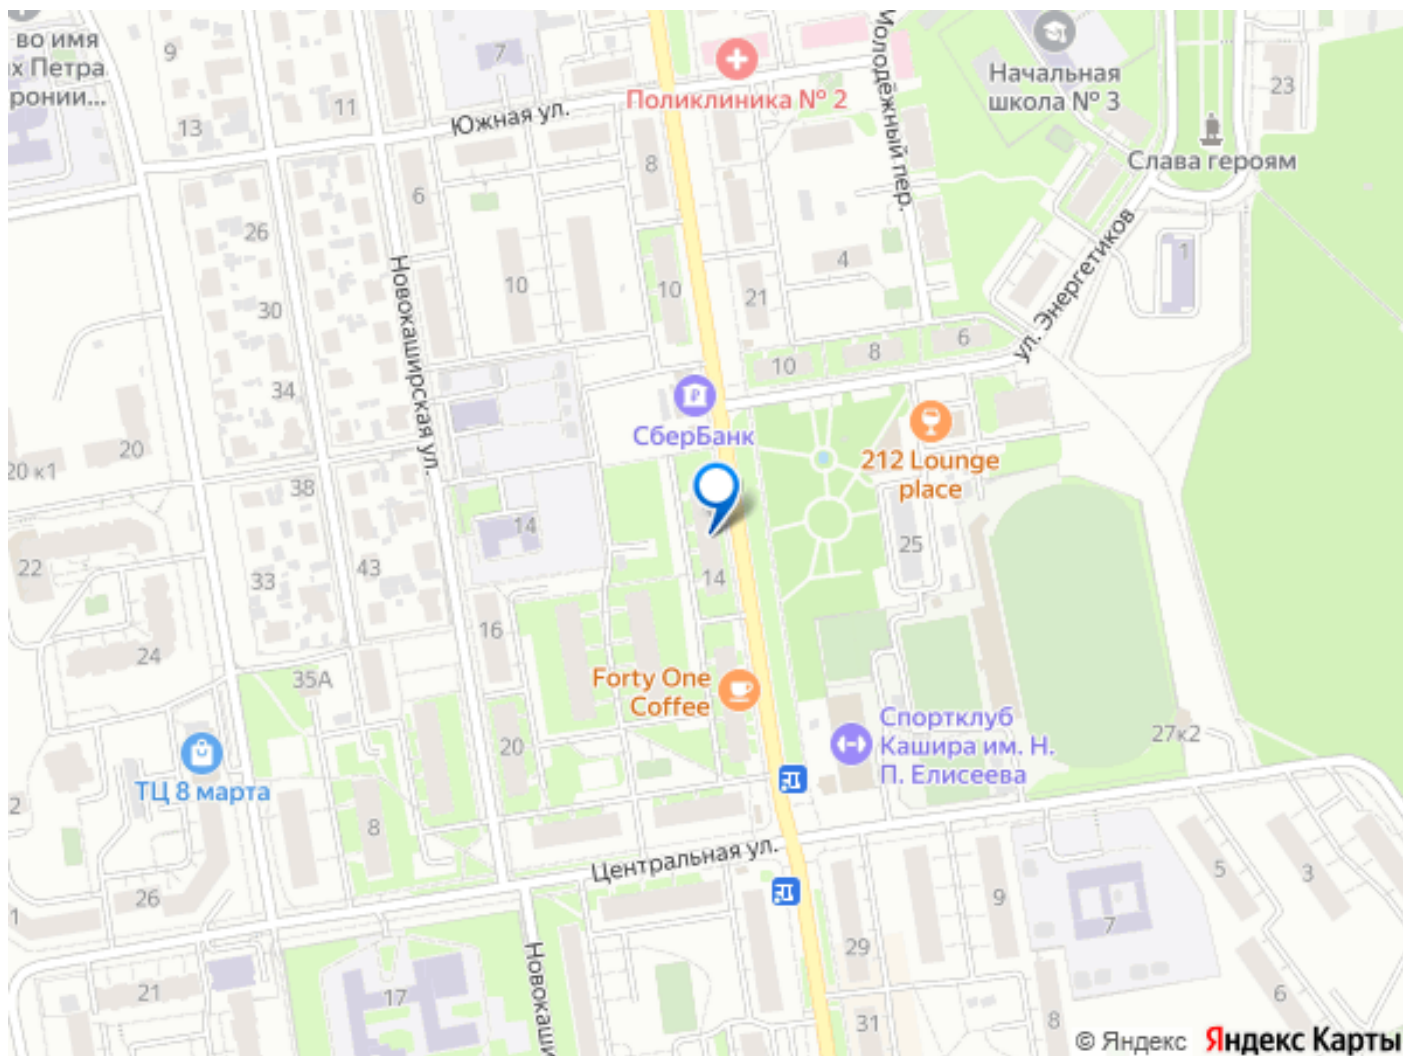 во имя
х Петра
ронии...
9
7
11
13
Южная ул.
Поликлиника № 2
Молодёжный пер.
Начальная
школа № 3
23
Слава героям
8
6
26
10
Новокаширская ул.
30
10
21
4
ул. Энергетиков
1
34
10
8
6
СберБанк
212 Lounge
place
20
20 к1
38
14
25
22
33
43
14
16
24
35А
Forty One
Coffee
Спортклуб
Кашира им. Н.
П. Елисеева
27к2
20
ТЦ 8 марта
2
8
Центральная ул.
5
3
26
1
9
7
Новокаши
29
21
17
31
8
6
© Яндекс Яндекс Карты